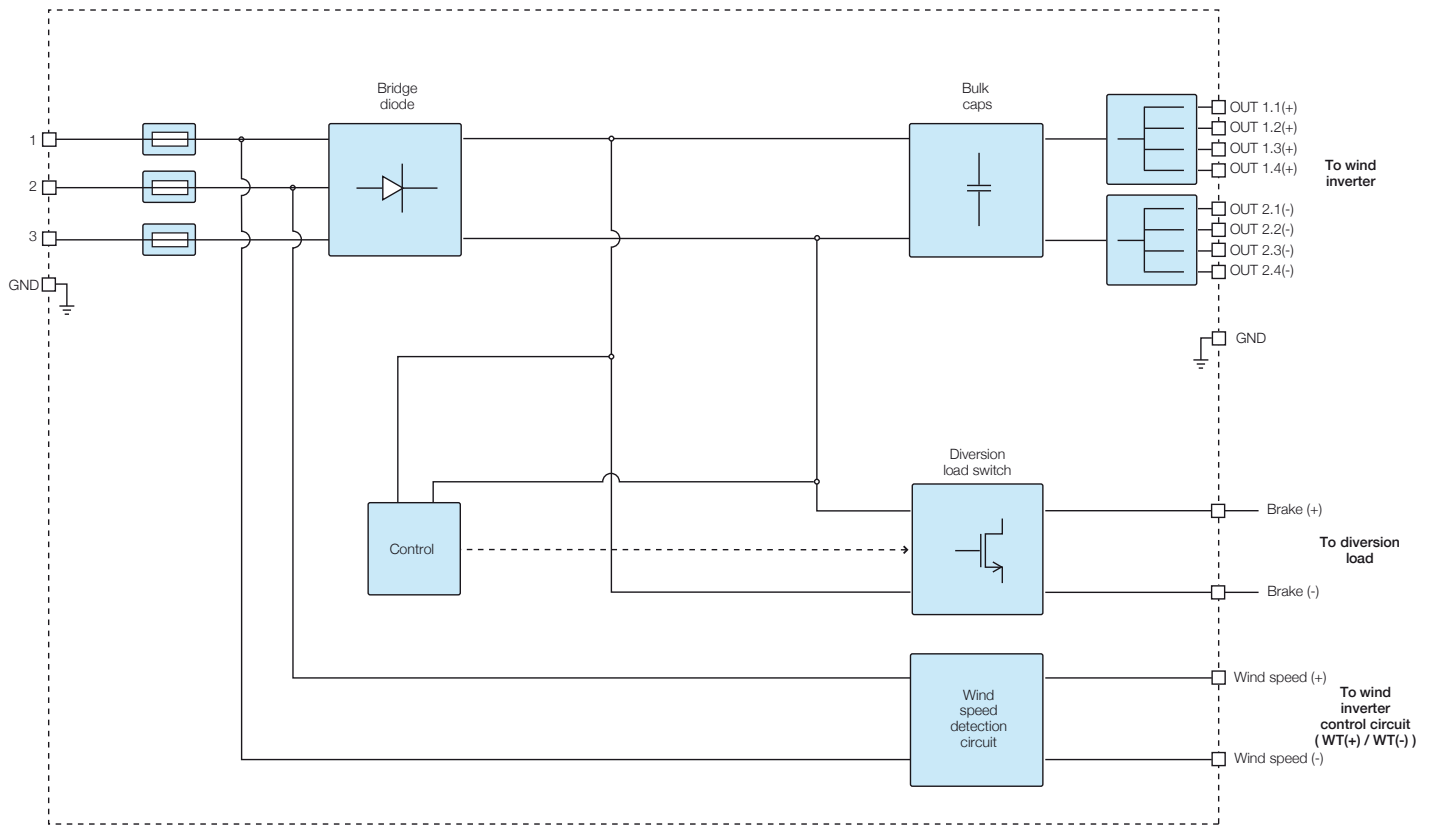 Bridge
diode
Bulk
caps
1
2
3
GND
OUT 1.1(+)
OUT 1.2(+)
OUT 1.3(+)
OUT 1.4(+)
To wind
inverter
OUT 2.1(-)
OUT 2.2(-)
OUT 2.3(-)
OUT 2.4(-)
GND
Diversion
load switch
Control
Brake (+)
To diversion
load
Brake (-)
Wind
speed
detection
circuit
Wind speed (+)
To wind
inverter
control circuit
( WT(+) / WT(-) )
Wind speed (-)